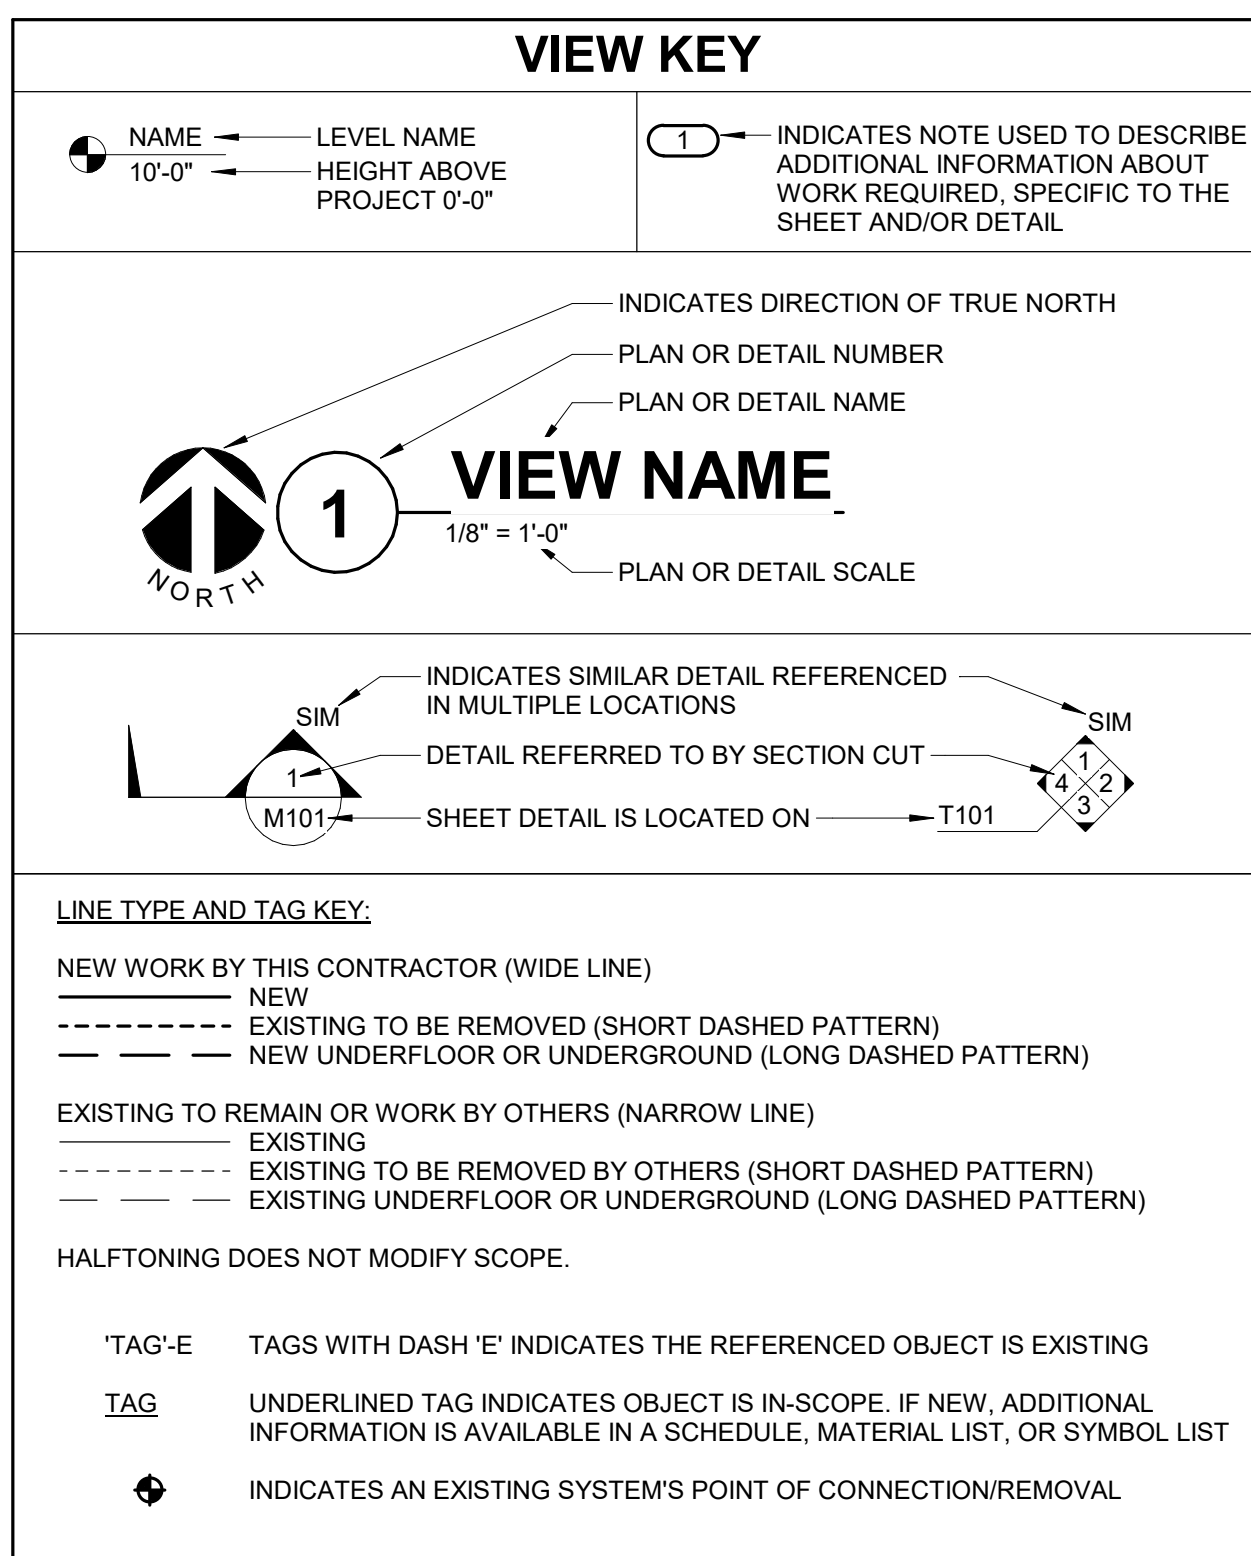 VIEW KEY
NAME
LEVEL NAME
10'-0"
HEIGHT ABOVE
PROJECT 0'-0"
1
INDICATES NOTE USED TO DESCRIBE
ADDITIONAL INFORMATION ABOUT
WORK REQUIRED, SPECIFIC TO THE
SHEET AND/OR DETAIL
INDICATES DIRECTION OF TRUE NORTH
PLAN OR DETAIL NUMBER
PLAN OR DETAIL NAME
NORTH
1
VIEW NAME
1/8" = 1'-0"
PLAN OR DETAIL SCALE
SIM
1
M101
INDICATES SIMILAR DETAIL REFERENCED
IN MULTIPLE LOCATIONS
DETAIL REFERRED TO BY SECTION CUT
SHEET DETAIL IS LOCATED ON
SIM
1
4 2
3
T101
LINE TYPE AND TAG KEY:
NEW WORK BY THIS CONTRACTOR (WIDE LINE)
NEW
EXISTING TO BE REMOVED (SHORT DASHED PATTERN)
NEW UNDERFLOOR OR UNDERGROUND (LONG DASHED PATTERN)
EXISTING TO REMAIN OR WORK BY OTHERS (NARROW LINE)
EXISTING
EXISTING TO BE REMOVED BY OTHERS (SHORT DASHED PATTERN)
EXISTING UNDERFLOOR OR UNDERGROUND (LONG DASHED PATTERN)
HALFTONING DOES NOT MODIFY SCOPE.
'TAG'-E TAGS WITH DASH 'E' INDICATES THE REFERENCED OBJECT IS EXISTING
TAG UNDERLINED TAG INDICATES OBJECT IS IN-SCOPE. IF NEW, ADDITIONAL
INFORMATION IS AVAILABLE IN A SCHEDULE, MATERIAL LIST, OR SYMBOL LIST
INDICATES AN EXISTING SYSTEM'S POINT OF CONNECTION/REMOVAL